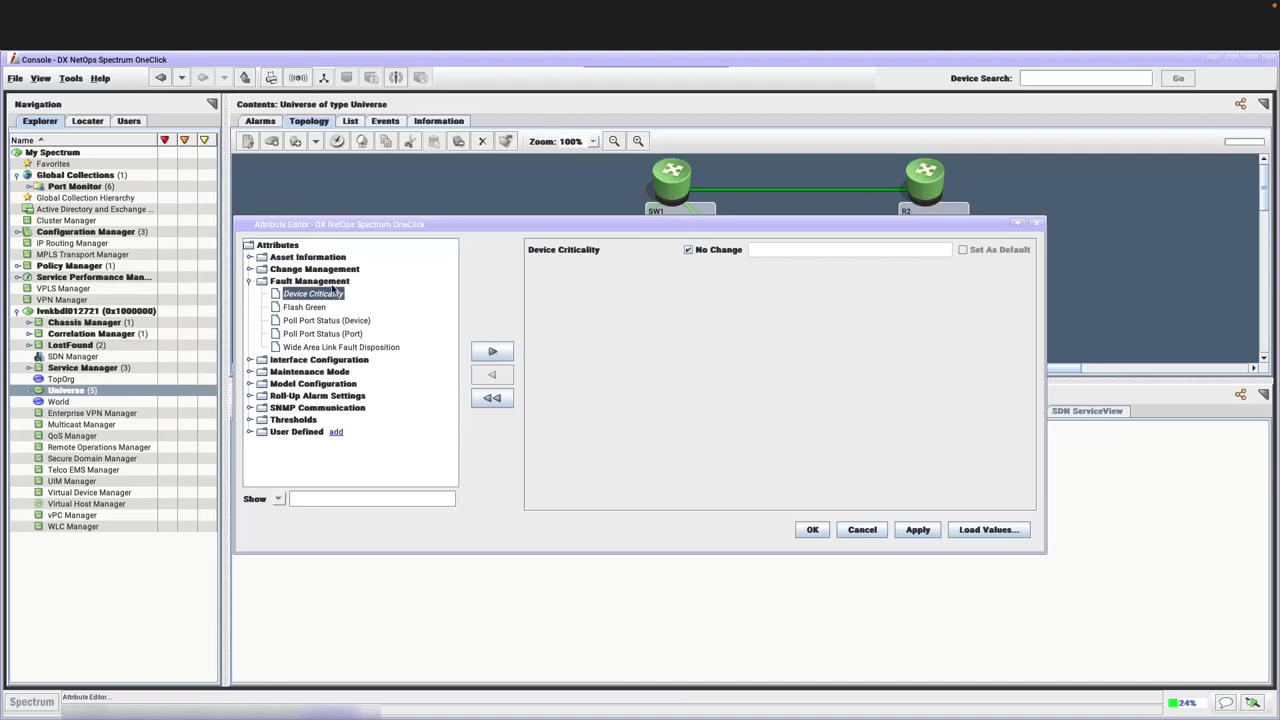 Console - DX NetOps Spectrum OneClick
File View Tools Help
Device Search:
Go
Navigation
Explorer Locater Users
Name
My Spectrum
Favorites
Global Collections (1)
Port Monitor (6)
Global Collection Hierarchy
Active Directory and Exchange ...
Cluster Manager
Configuration Manager (3)
IP Routing Manager
MPLS Transport Manager
Policy Manager (1)
Service Performance Man...
VPLS Manager
VPN Manager
lvnkbdl012721 (0x1000000)
Chassis Manager (1)
Correlation Manager (1)
LostFound (2)
SDN Manager
Service Manager (3)
TopOrg
Universe (5)
World
Enterprise VPN Manager
Multicast Manager
QoS Manager
Remote Operations Manager
Secure Domain Manager
Telco EMS Manager
UIM Manager
Virtual Device Manager
Virtual Host Manager
vPC Manager
WLC Manager
Contents: Universe of type Universe
Alarms Topology List Events Information
Zoom: 100%
SW1
R2
Attribute Editor - DX NetOps Spectrum OneClick
Attributes
Asset Information
Change Management
Fault Management
Device Criticality
Flash Green
Poll Port Status (Device)
Poll Port Status (Port)
Wide Area Link Fault Disposition
Interface Configuration
Maintenance Mode
Model Configuration
Roll-Up Alarm Settings
SNMP Communication
Thresholds
User Defined add
Show
Device Criticality No Change Set As Default
OK Cancel Apply Load Values...
SDN ServiceView
Spectrum
Attribute Editor...
24%